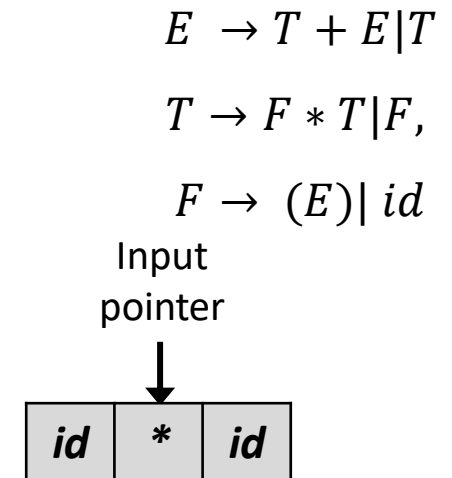 E → T + E|T
T → F * T|F,
F → (E)| id
Input
pointer
id * id